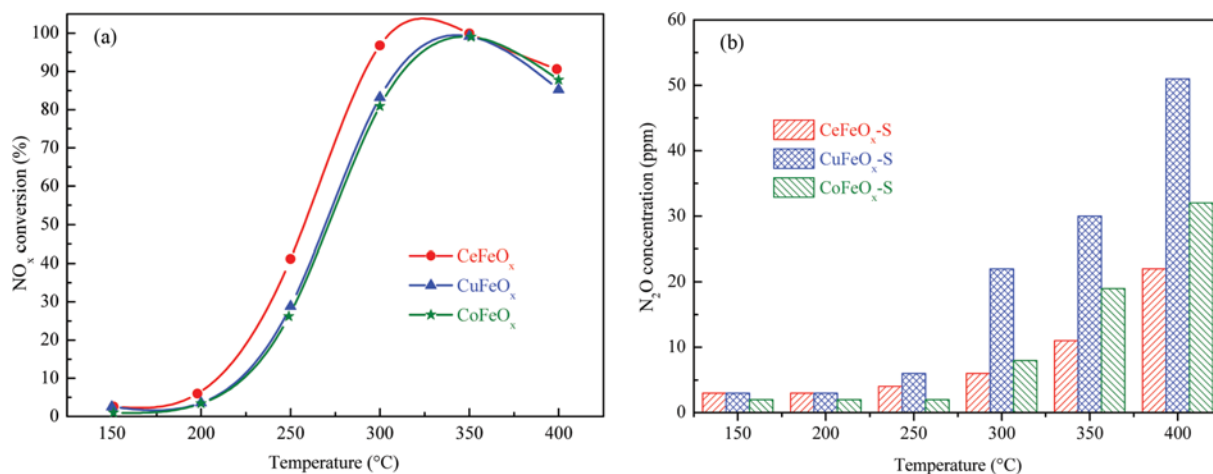 (a)
NOₓ conversion (%)
100
90
80
70
60
50
40
30
20
10
0
CeFeOₓ
CuFeOₓ
CoFeOₓ
150 200 250 300 350 400
Temperature (°C)
(b)
N₂O concentration (ppm)
60
50
40
30
20
10
0
CeFeOₓ-S
CuFeOₓ-S
CoFeOₓ-S
150 200 250 300 350 400
Temperature (°C)